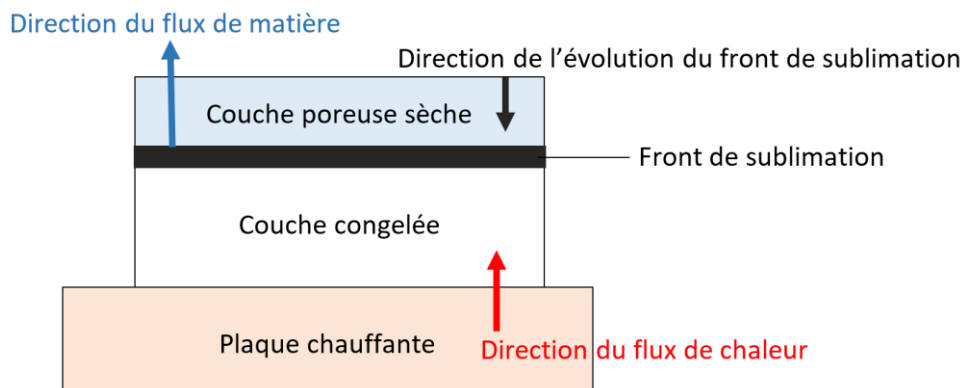 Direction du flux de matière
Direction de l’évolution du front de sublimation
Couche poreuse sèche
Front de sublimation
Couche congelée
Plaque chauffante
Direction du flux de chaleur